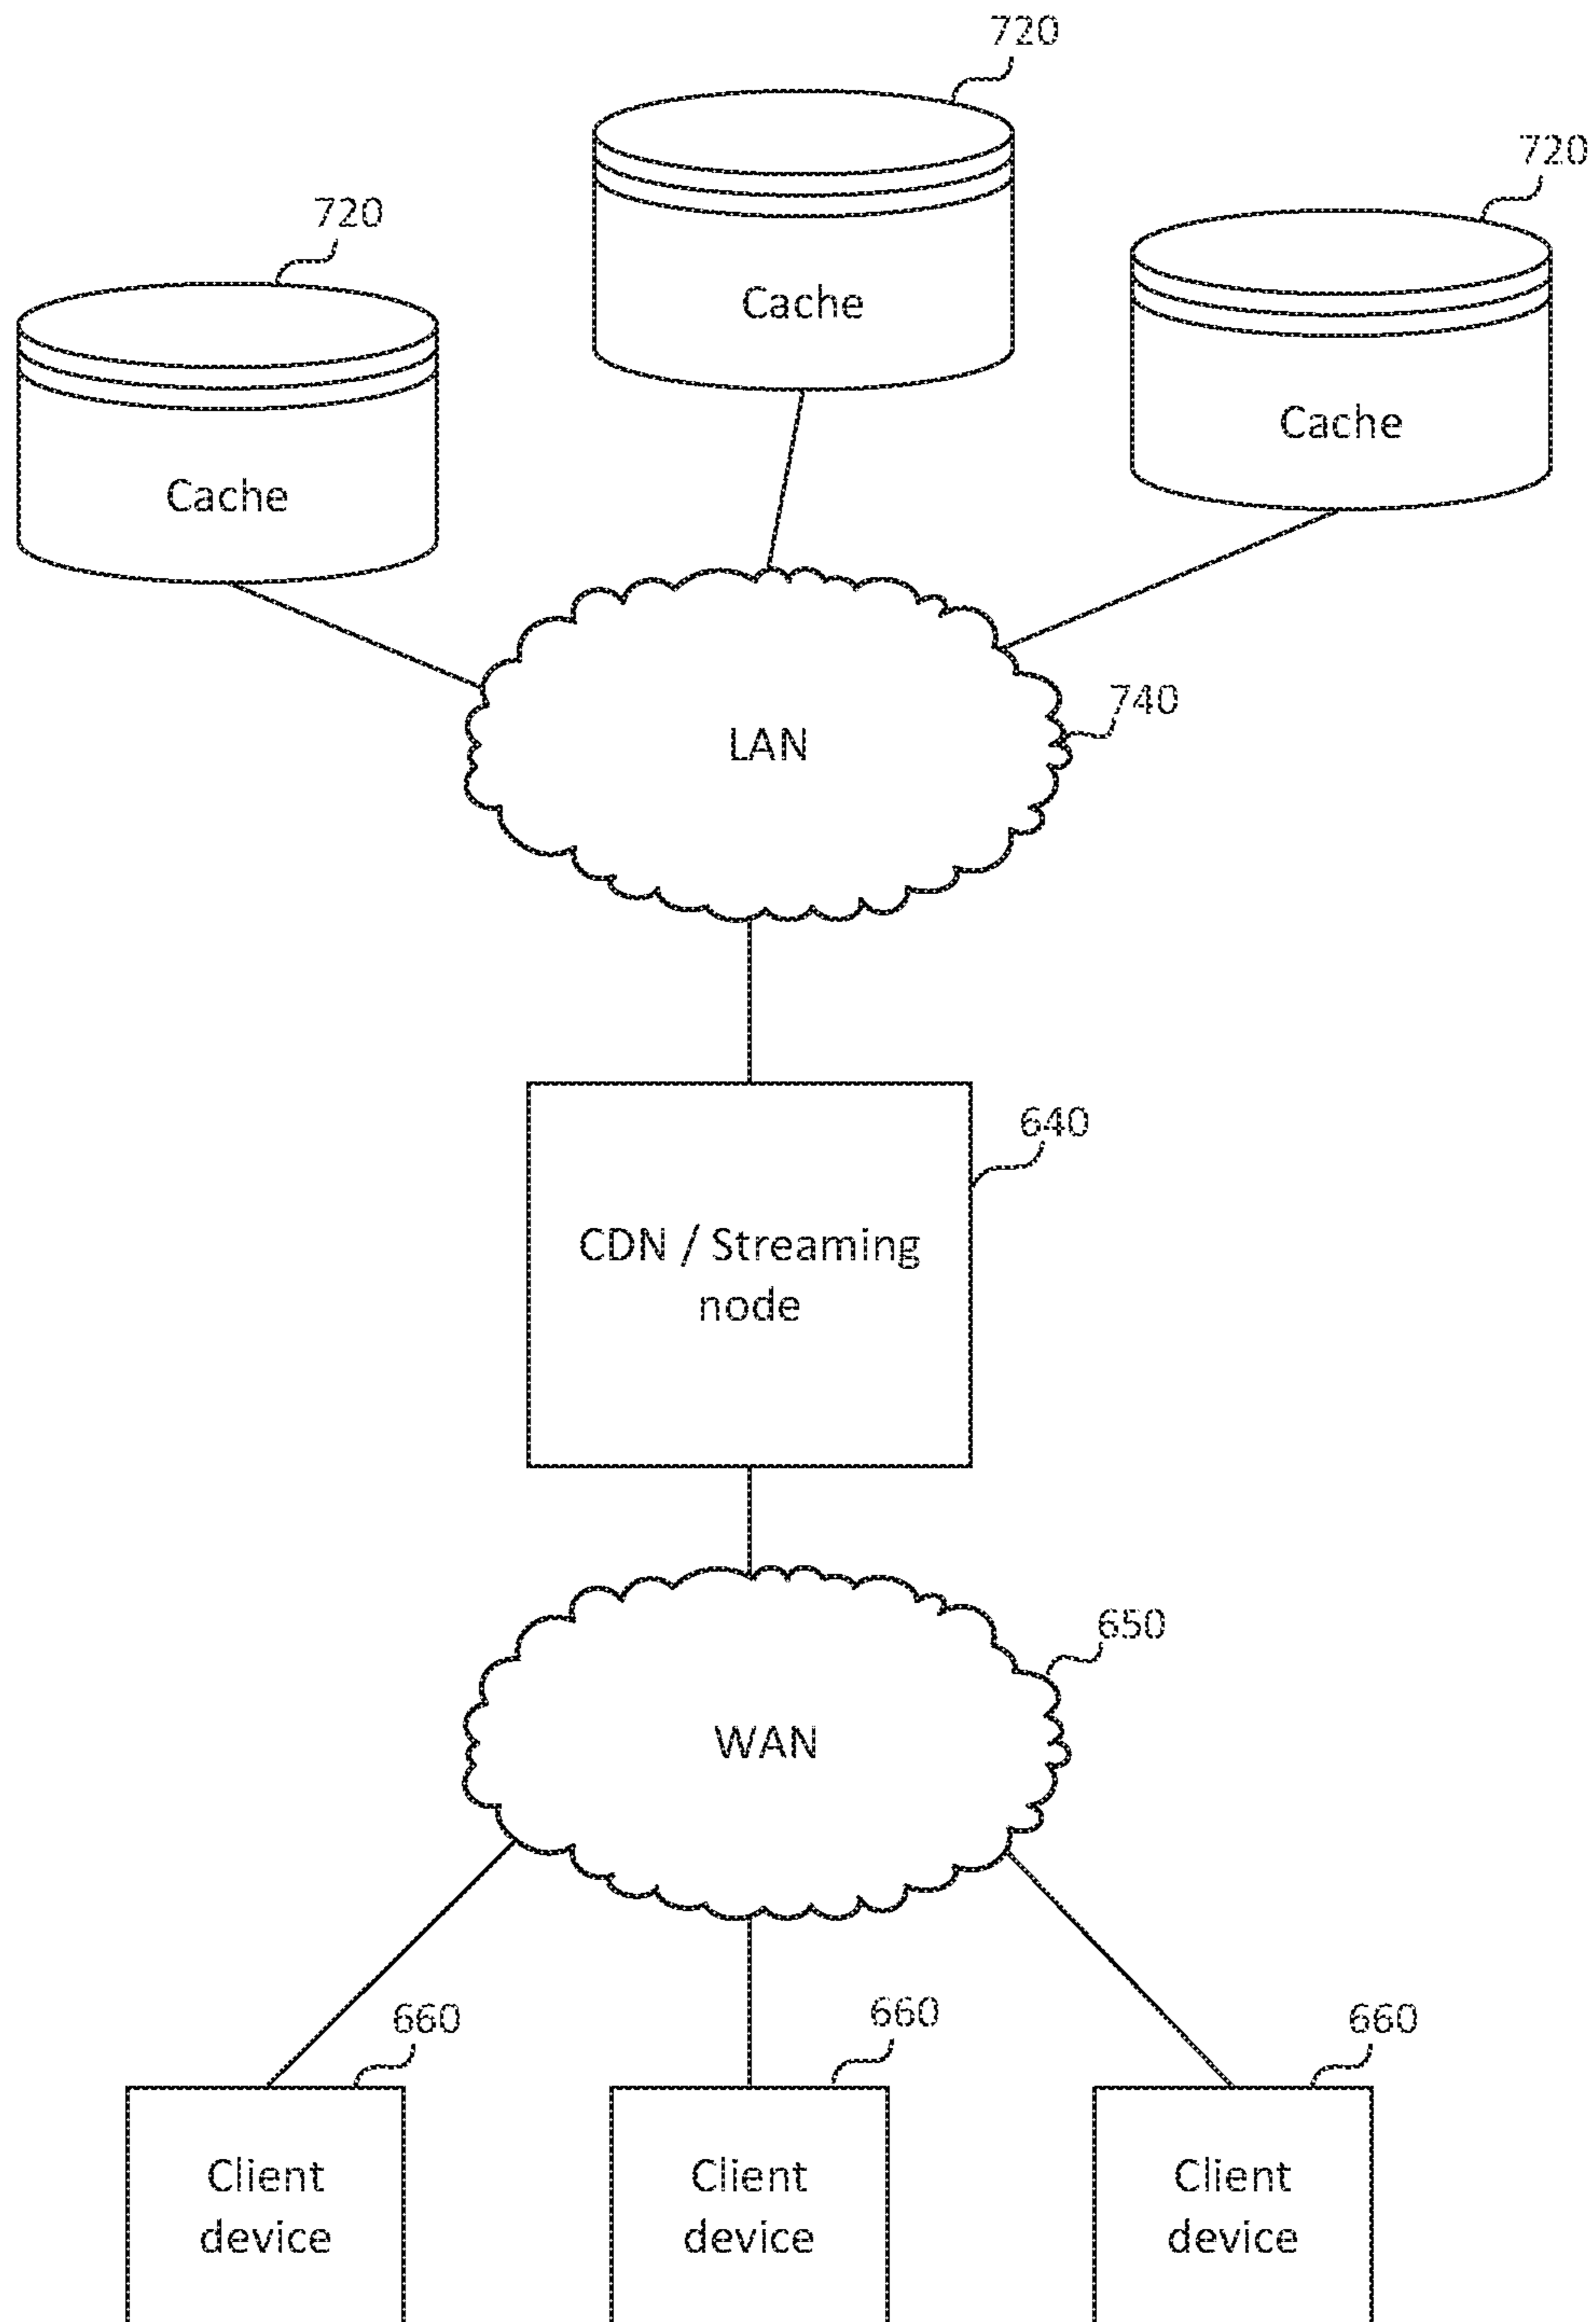 720
720
720
Cache
Cache
Cache
740
LAN
640
CDN / Streaming
node
650
WAN
660
660
660
Client
device
Client
device
Client
device